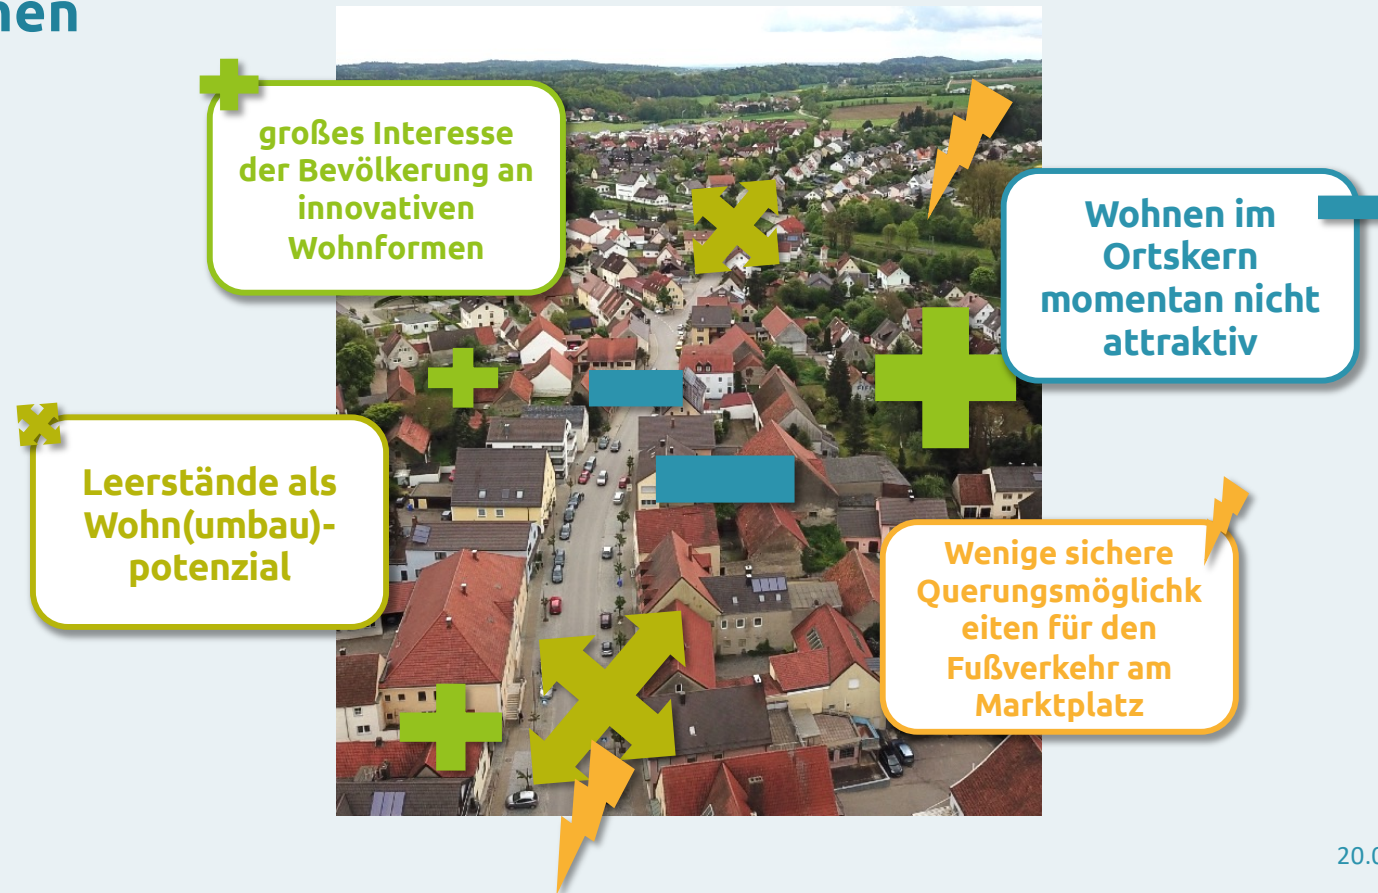 nen
großes Interesse
der Bevölkerung an
innovativen
Wohnformen
Wohnen im
Ortskern
momentan nicht
attraktiv
Leerstände als
Wohn(umbau)-
potenzial
Wenige sichere
Querungsmöglichk
eiten für den
Fußverkehr am
Marktplatz
20.0